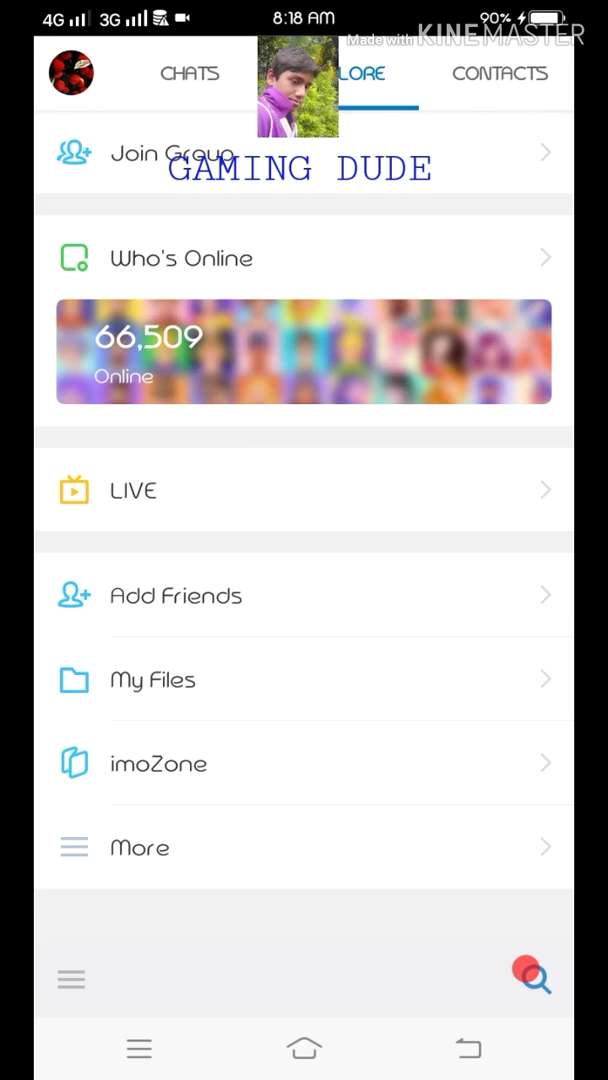 4G 3G 8:18 AM 90%
Made with KINEMASTER
CHATS LORE CONTACTS
Join Group
GAMING DUDE
Who's Online
66,509
Online
LIVE
Add Friends
My Files
imoZone
More